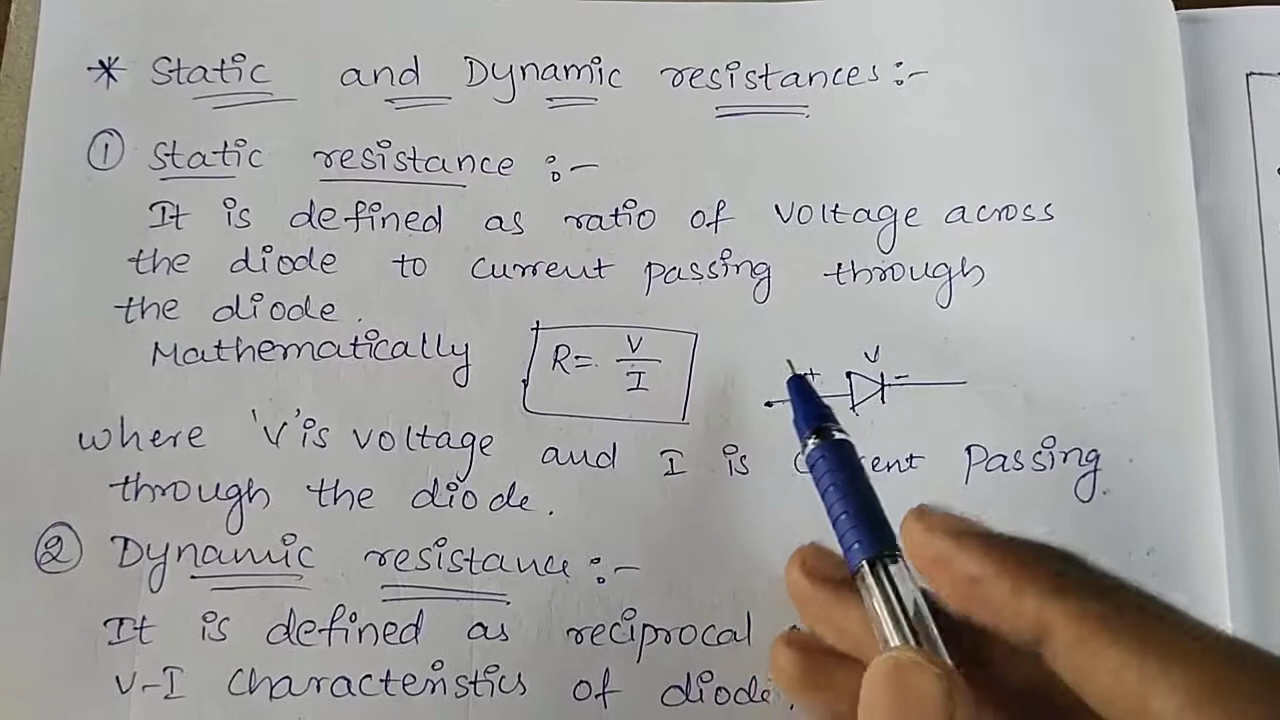 * Static and Dynamic resistances:-
① Static resistance :-
It is defined as ratio of voltage across
the diode to current passing through
the diode.
Mathematically R = V/I
V
+ -
where 'V' is voltage and I is passing
through the diode.
② Dynamic resistance :-
It is defined as reciprocal
V-I characteristics of diode.